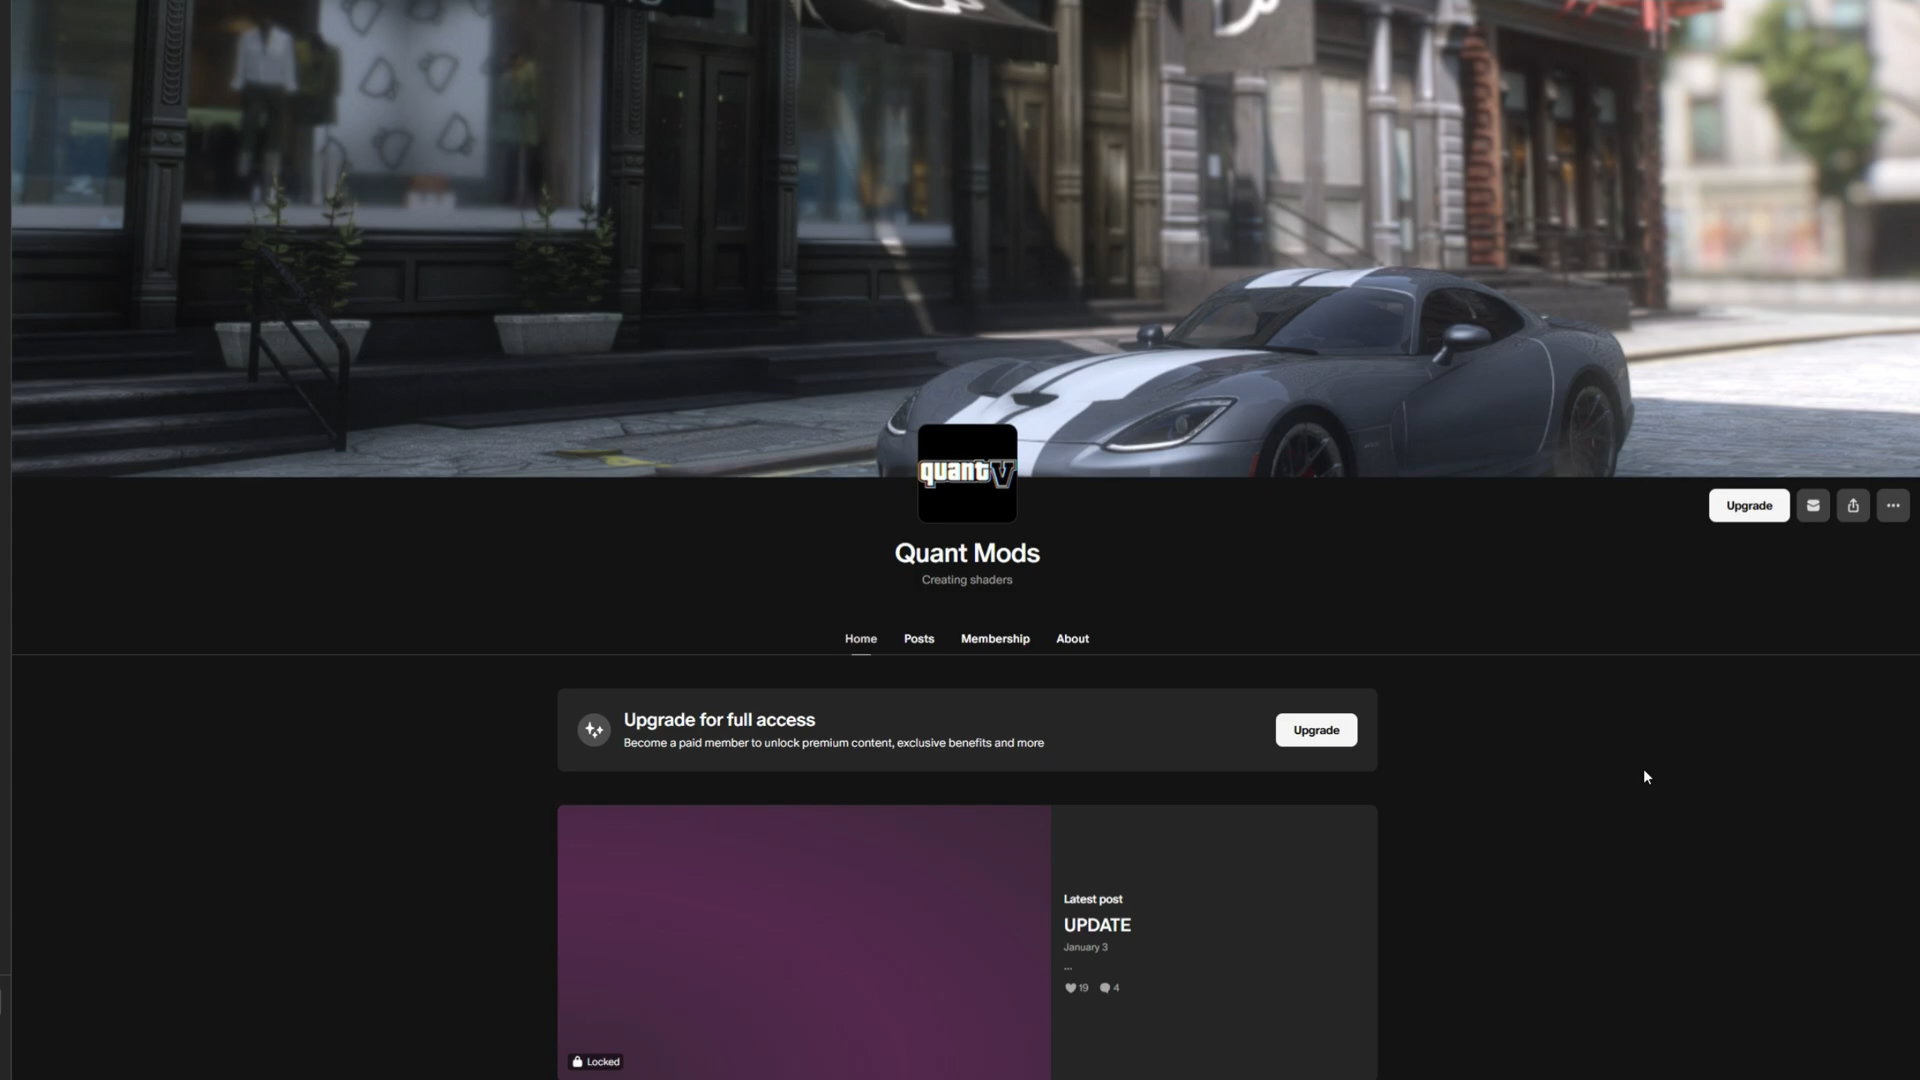 quantV
Upgrade
Quant Mods
Creating shaders
Home Posts Membership About
Upgrade for full access
Become a paid member to unlock premium content, exclusive benefits and more
Upgrade
Latest post
UPDATE
January 3
...
19 4
Locked